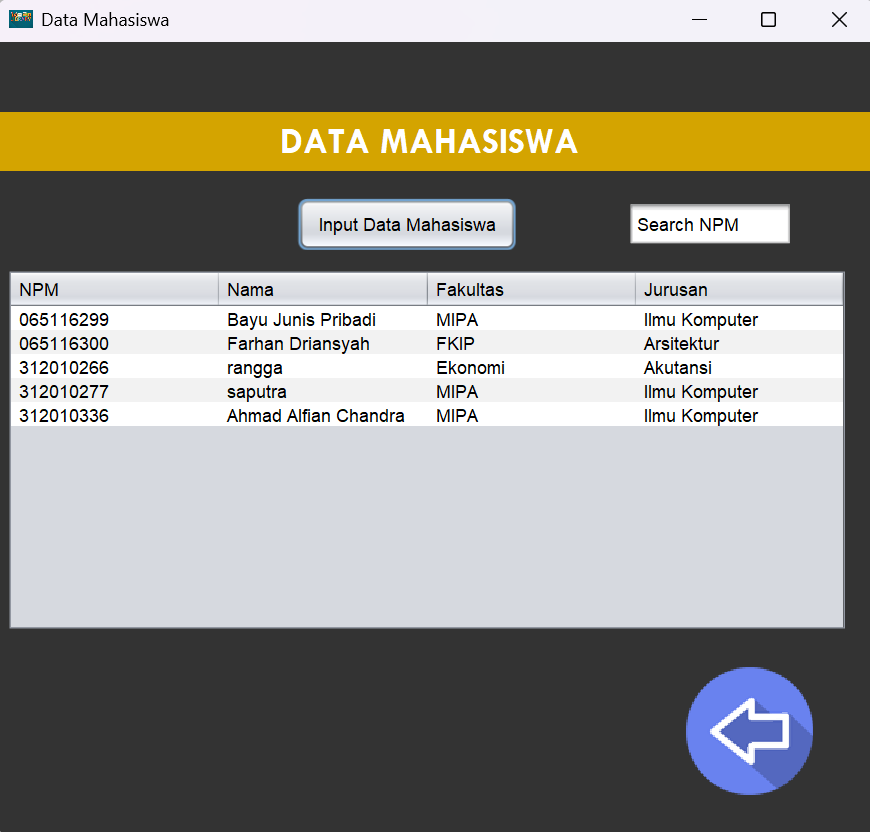 Data Mahasiswa
DATA MAHASISWA
Input Data Mahasiswa Search NPM
NPM Nama Fakultas Jurusan
065116299 Bayu Junis Pribadi MIPA Ilmu Komputer
065116300 Farhan Driansyah FKIP Arsitektur
312010266 rangga Ekonomi Akutansi
312010277 saputra MIPA Ilmu Komputer
312010336 Ahmad Alfian Chandra MIPA Ilmu Komputer